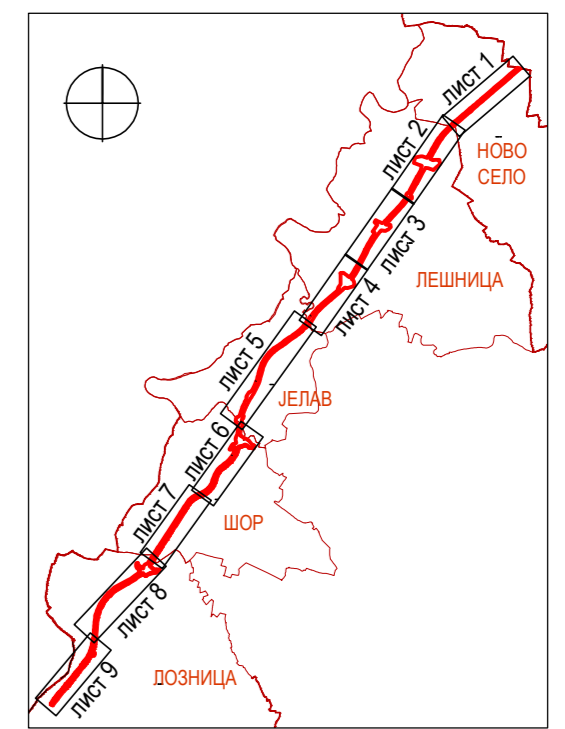 лист 1
лист 2
НОВО
СЕЛО
лист 3
ЛЕШНИЦА
лист 4
лист 5
ЈЕЛАВ
лист 6
лист 7
ШОР
лист 8
ЛОЗНИЦА
лист 9